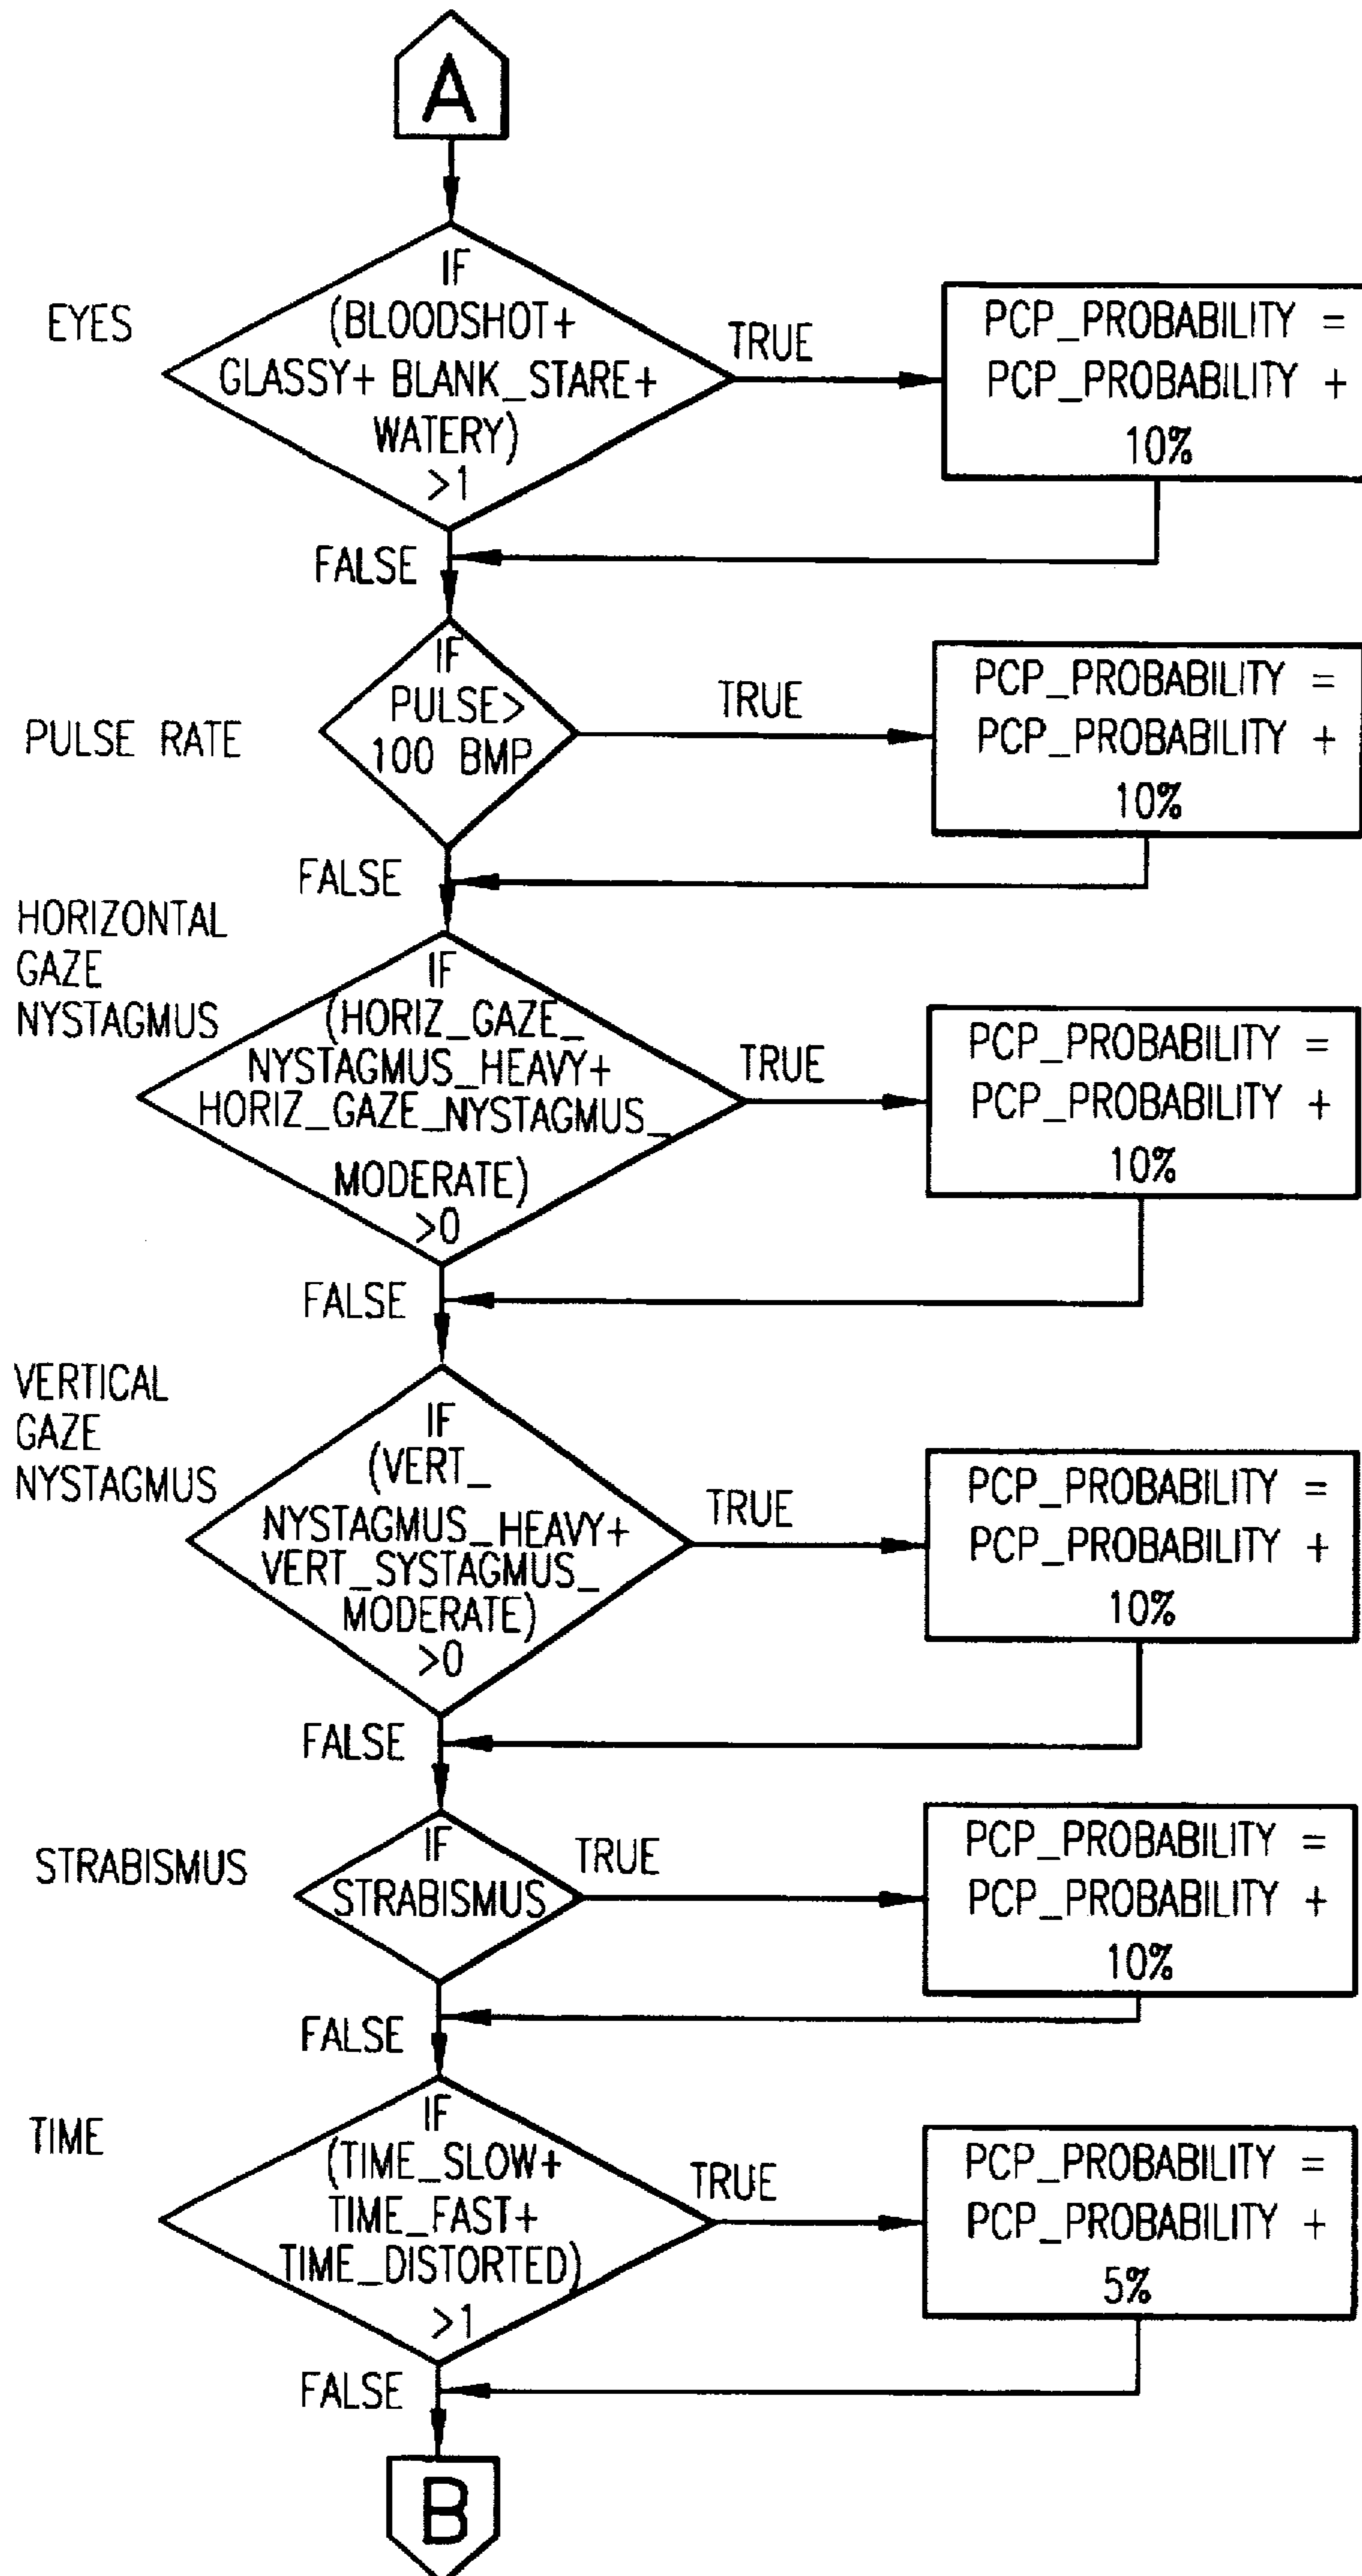 A
EYES
IF
(BLOODSHOT+
GLASSY+ BLANK_STARE+
WATERY)
>1
TRUE
PCP_PROBABILITY =
PCP_PROBABILITY +
10%
FALSE
PULSE RATE
IF
PULSE>
100 BMP
TRUE
PCP_PROBABILITY =
PCP_PROBABILITY +
10%
FALSE
HORIZONTAL
GAZE
NYSTAGMUS
IF
(HORIZ_GAZE_
NYSTAGMUS_HEAVY+
HORIZ_GAZE_NYSTAGMUS_
MODERATE)
>0
TRUE
PCP_PROBABILITY =
PCP_PROBABILITY +
10%
FALSE
VERTICAL
GAZE
NYSTAGMUS
IF
(VERT_
NYSTAGMUS_HEAVY+
VERT_SYSTAGMUS_
MODERATE)
>0
TRUE
PCP_PROBABILITY =
PCP_PROBABILITY +
10%
FALSE
STRABISMUS
IF
STRABISMUS
TRUE
PCP_PROBABILITY =
PCP_PROBABILITY +
10%
FALSE
TIME
IF
(TIME_SLOW+
TIME_FAST+
TIME_DISTORTED)
>1
TRUE
PCP_PROBABILITY =
PCP_PROBABILITY +
5%
FALSE
B